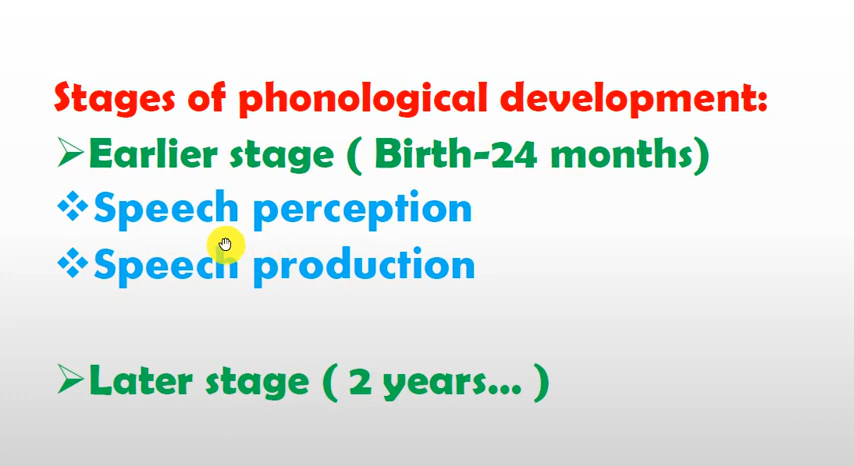 Stages of phonological development:
Earlier stage ( Birth-24 months)
Speech perception
Speech production
Later stage ( 2 years... )